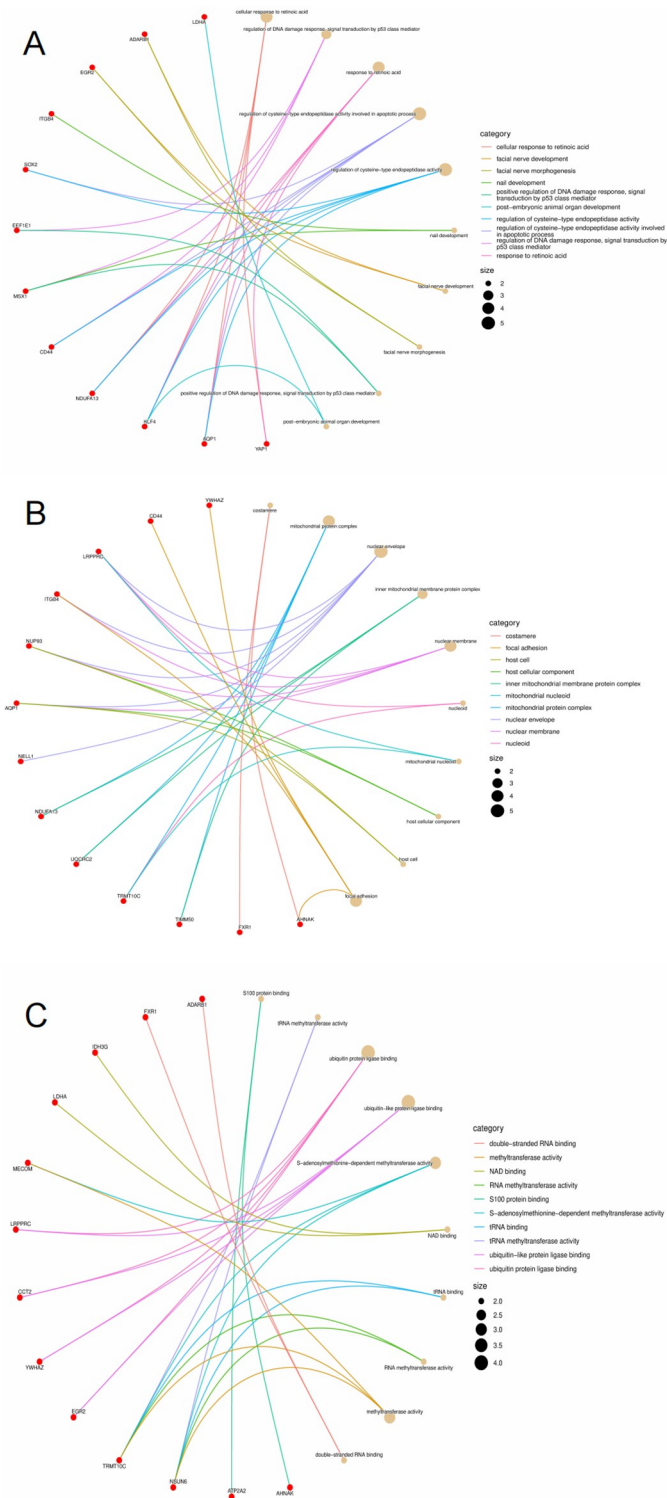 A
LDHA
cellular response to retinoic acid
ADARB1
regulation of DNA damage response, signal transduction by p53 class mediator
EGR2
response to retinoic acid
ITGB4
regulation of cysteine−type endopeptidase activity involved in apoptotic process
SOX2
regulation of cysteine−type endopeptidase activity
EEF1E1
nail development
MSX1
facial nerve development
CD44
facial nerve morphogenesis
NDUFA13
positive regulation of DNA damage response, signal transduction by p53 class mediator
KLF4
post−embryonic animal organ development
AQP1
YAP1
category
cellular response to retinoic acid
facial nerve development
facial nerve morphogenesis
nail development
positive regulation of DNA damage response, signal
transduction by p53 class mediator
post−embryonic animal organ development
regulation of cysteine−type endopeptidase activity
regulation of cysteine−type endopeptidase activity involved
in apoptotic process
regulation of DNA damage response, signal transduction by
p53 class mediator
response to retinoic acid
size
2
3
4
5
B
YWHAZ
costamere
CD44
mitochondrial protein complex
LRPPRC
nuclear envelope
ITGB4
inner mitochondrial membrane protein complex
NUP93
nuclear membrane
AQP1
nucleoid
NELL1
mitochondrial nucleoid
NDUFA13
host cellular component
UQCRC2
host cell
TRMT10C
focal adhesion
TIMM50
FXR1
AHNAK
category
costamere
focal adhesion
host cell
host cellular component
inner mitochondrial membrane protein complex
mitochondrial nucleoid
mitochondrial protein complex
nuclear envelope
nuclear membrane
nucleoid
size
2
3
4
5
C
ADARB1
S100 protein binding
FXR1
tRNA methyltransferase activity
IDH3G
ubiquitin protein ligase binding
LDHA
ubiquitin−like protein ligase binding
MECOM
S−adenosylmethionine−dependent methyltransferase activity
LRPPRC
NAD binding
CCT2
tRNA binding
YWHAZ
RNA methyltransferase activity
EGR2
methyltransferase activity
TRMT10C
double−stranded RNA binding
NSUN6
ATP2A2
AHNAK
category
double−stranded RNA binding
methyltransferase activity
NAD binding
RNA methyltransferase activity
S100 protein binding
S−adenosylmethionine−dependent methyltransferase activity
tRNA binding
tRNA methyltransferase activity
ubiquitin−like protein ligase binding
ubiquitin protein ligase binding
size
2.0
2.5
3.0
3.5
4.0